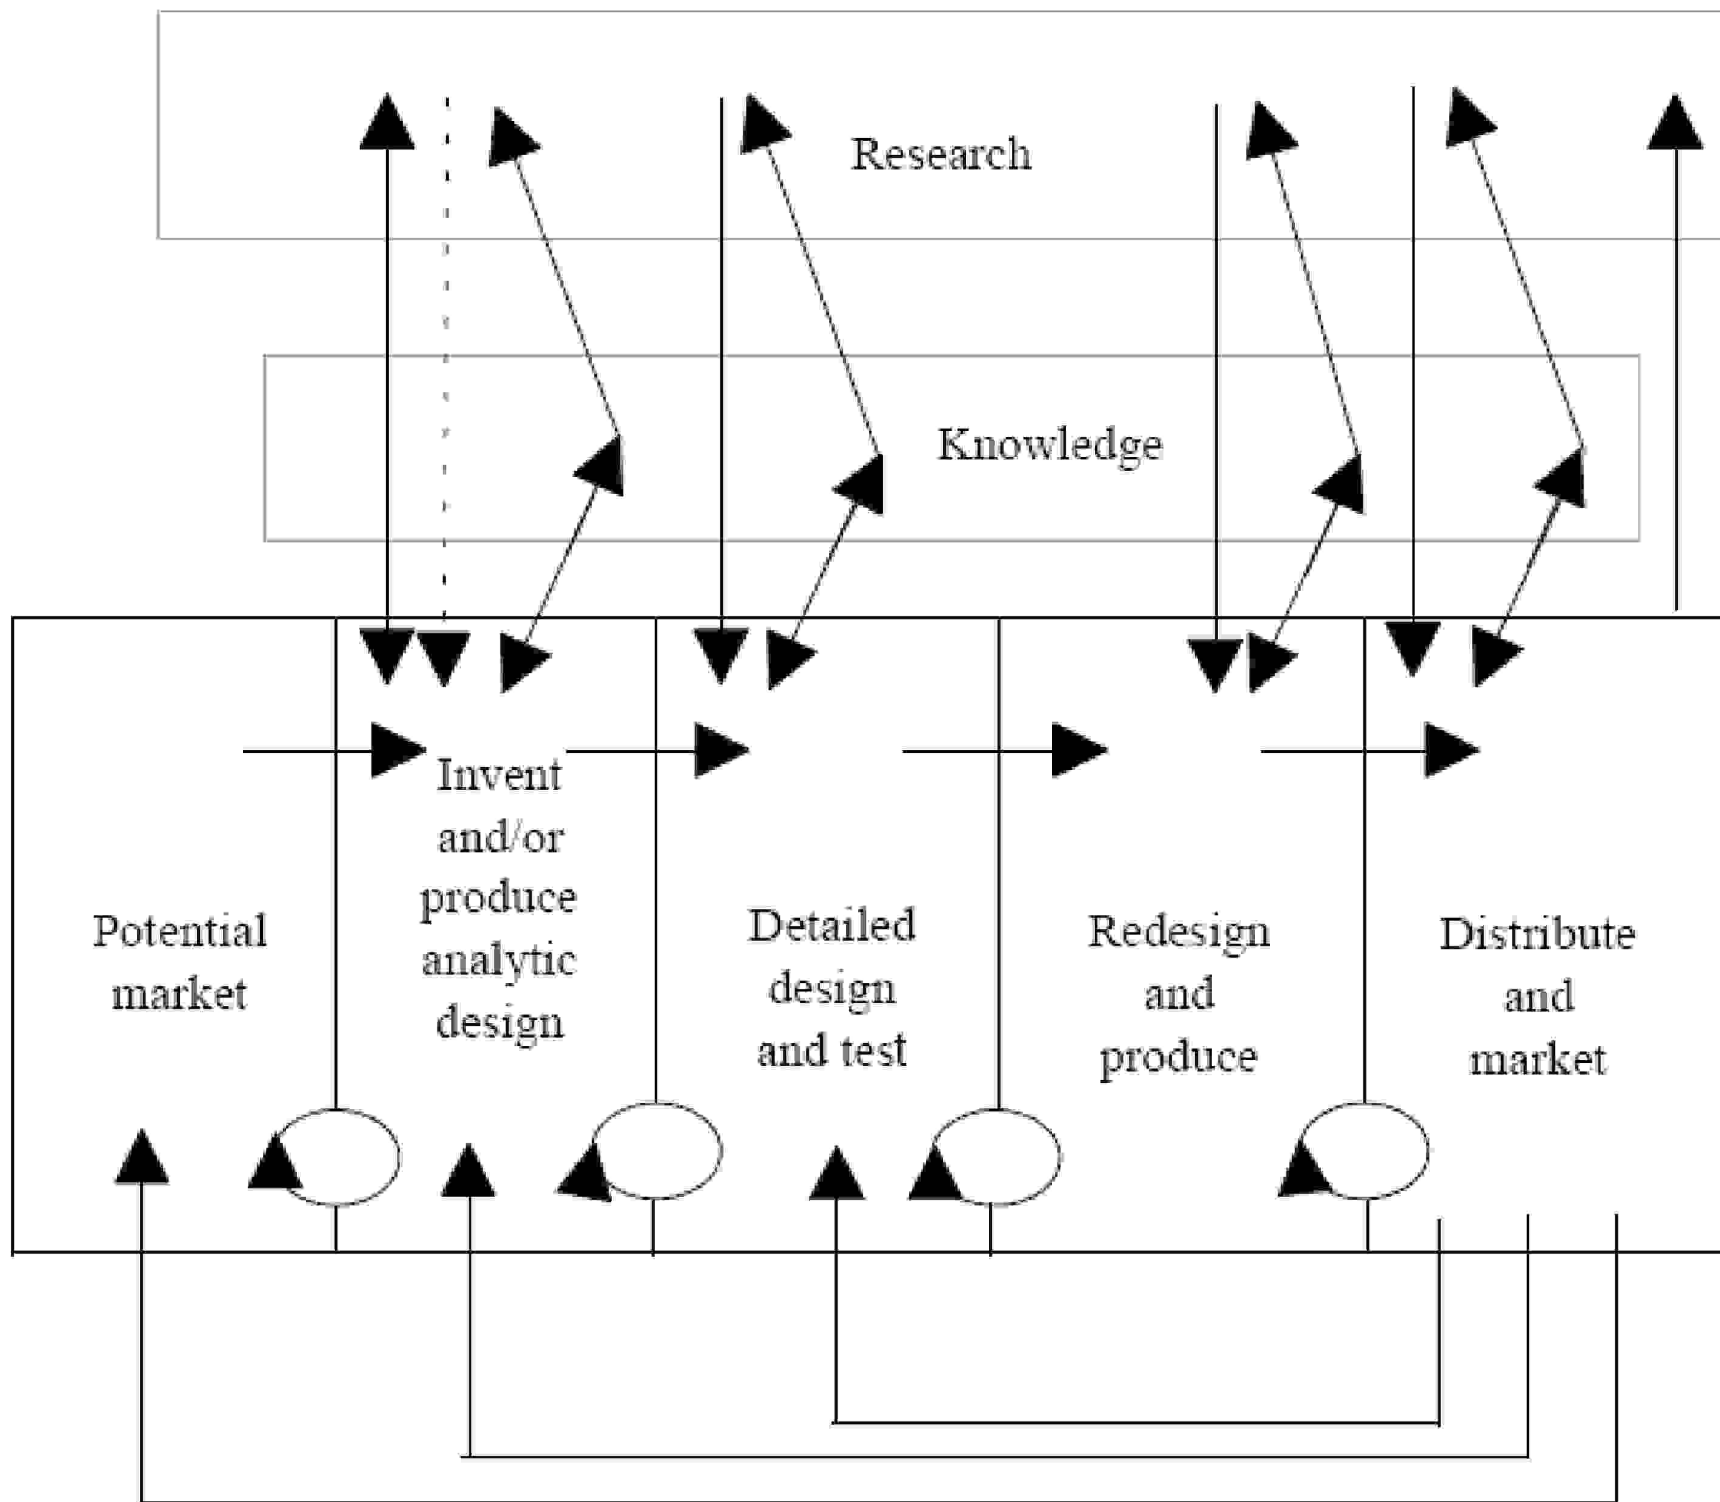 Research
Knowledge
Potential
market
Invent
and/or
produce
analytic
design
Detailed
design
and test
Redesign
and
produce
Distribute
and
market